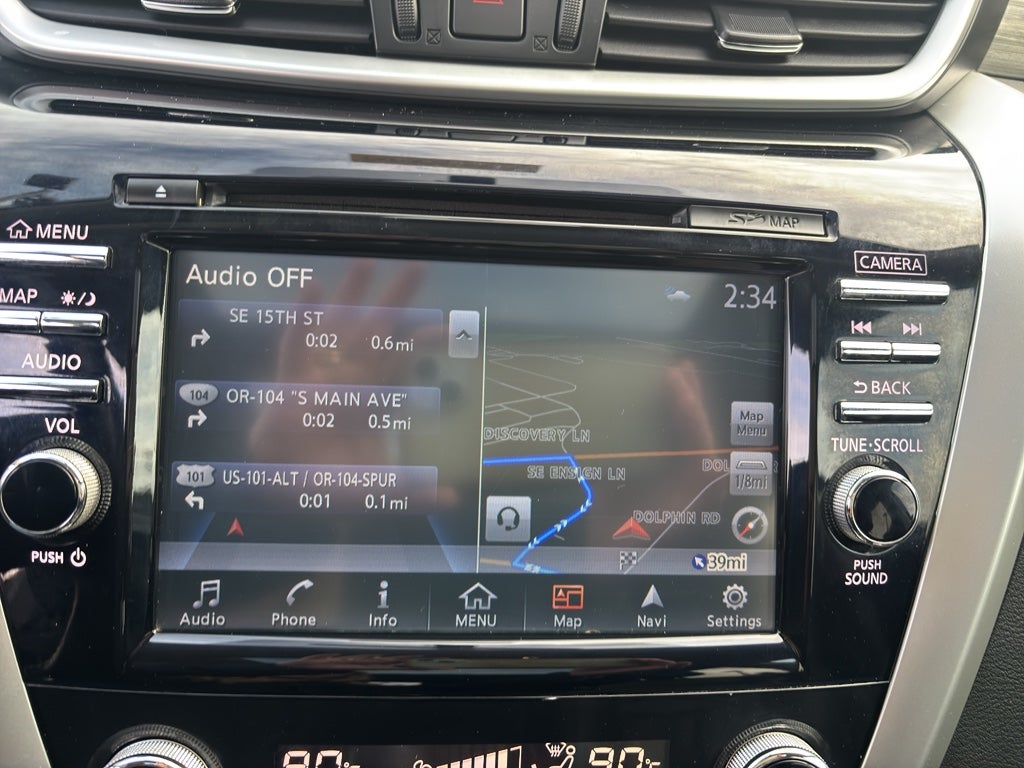 MENU
MAP
AUDIO
VOL
PUSH
MAP
CAMERA
BACK
TUNE·SCROLL
PUSH
SOUND
Audio OFF
2:34
SE 15TH ST
0:02 0.6mi
104 OR-104 "S MAIN AVE"
0:02 0.5mi
101 US-101-ALT / OR-104-SPUR
0:01 0.1mi
DISCOVERY LN
SE ENSIGN LN
DOLPHIN RD
Map
Menu
1/8mi
39mi
Audio Phone Info MENU Map Navi Settings